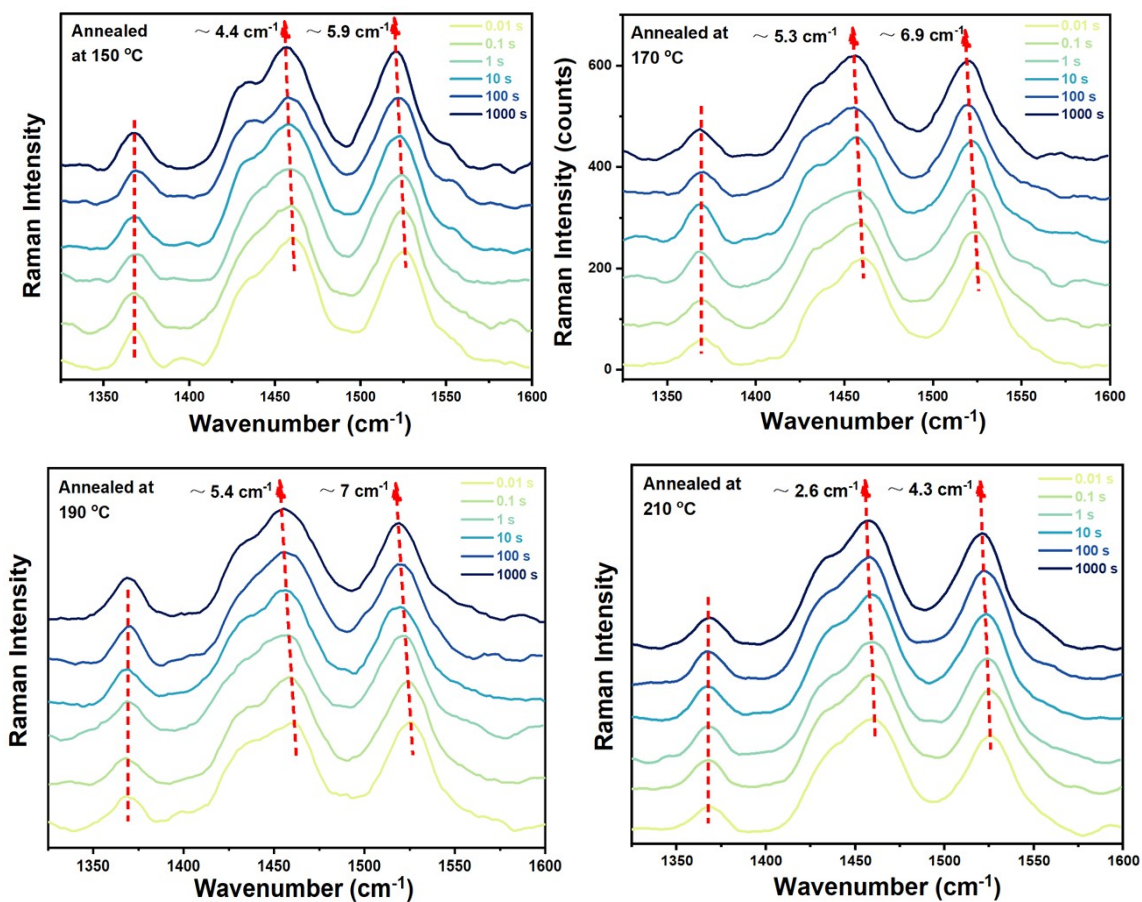 Annealed
at 150 °C
~ 4.4 cm⁻¹
~ 5.9 cm⁻¹
0.01 s
0.1 s
1 s
10 s
100 s
1000 s
Raman Intensity
1350
1400
1450
1500
1550
1600
Wavenumber (cm⁻¹)
Annealed at
170 °C
~ 5.3 cm⁻¹
~ 6.9 cm⁻¹
0.01 s
0.1 s
1 s
10 s
100 s
1000 s
Raman Intensity (counts)
600
400
200
0
1350
1400
1450
1500
1550
1600
Wavenumber (cm⁻¹)
Annealed at
190 °C
~ 5.4 cm⁻¹
~ 7 cm⁻¹
0.01 s
0.1 s
1 s
10 s
100 s
1000 s
Raman Intensity
1350
1400
1450
1500
1550
1600
Wavenumber (cm⁻¹)
Annealed at
210 °C
~ 2.6 cm⁻¹
~ 4.3 cm⁻¹
0.01 s
0.1 s
1 s
10 s
100 s
1000 s
Raman Intensity
1350
1400
1450
1500
1550
1600
Wavenumber (cm⁻¹)